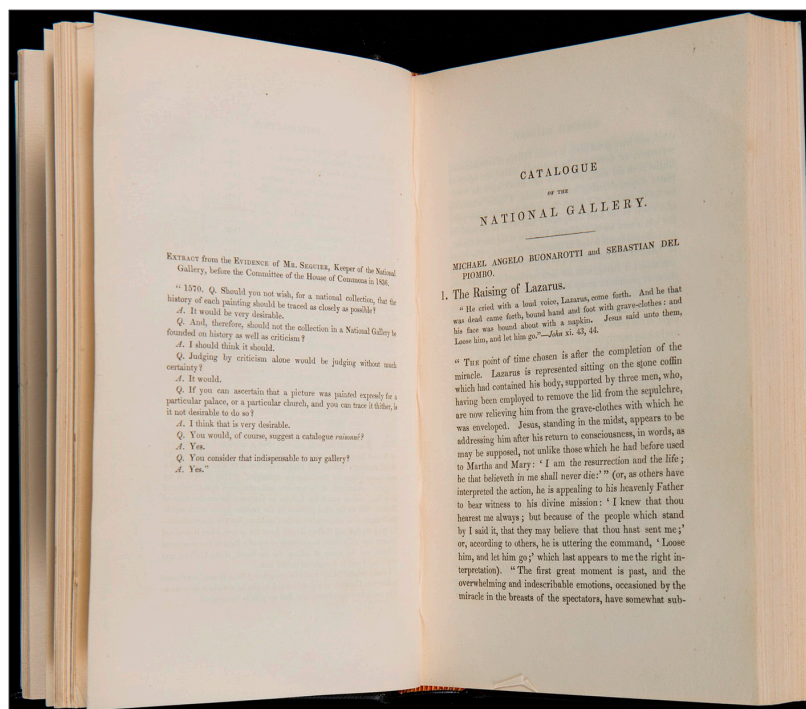 EXTRACT from the EVIDENCE of MR. SEGUIER, Keeper of the National
Gallery, before the Committee of the House of Commons in 1836.
" 1570. Q. Should you not wish, for a national collection, that the
history of each painting should be traced as closely as possible?
A. It would be very desirable.
Q. And, therefore, should not the collection in a National Gallery be
founded on history as well as criticism?
A. I should think it should.
Q. Judging by criticism alone would be judging without much
certainty?
A. It would.
Q. If you can ascertain that a picture was painted expressly for a
particular palace, or a particular church, and you can trace it thither, is
it not desirable to do so?
A. I think that is very desirable.
Q. You would, of course, suggest a catalogue raisonné?
A. Yes.
Q. You consider that indispensable to any gallery?
A. Yes."
CATALOGUE
OF THE
NATIONAL GALLERY.
MICHAEL ANGELO BUONAROTTI and SEBASTIAN DEL
PIOMBO.
1. The Raising of Lazarus.
" He cried with a loud voice, Lazarus, come forth. And he that
was dead came forth, bound hand and foot with grave-clothes: and
his face was bound about with a napkin. Jesus said unto them,
Loose him, and let him go."—John xi. 43, 44.
" THE point of time chosen is after the completion of the
miracle. Lazarus is represented sitting on the stone coffin
which had contained his body, supported by three men, who,
having been employed to remove the lid from the sepulchre,
are now relieving him from the grave-clothes with which he
was enveloped. Jesus, standing in the midst, appears to be
addressing him after his return to consciousness, in words, as
may be supposed, not unlike those which he had before used
to Martha and Mary: ' I am the resurrection and the life;
he that believeth in me shall never die:' " (or, as others have
interpreted the action, he is appealing to his heavenly Father
to bear witness to his divine mission: ' I knew that thou
hearest me always; but because of the people which stand
by I said it, that they may believe that thou hast sent me;'
or, according to others, he is uttering the command, ' Loose
him, and let him go;' which last appears to me the right in-
terpretation). " The first great moment is past, and the
overwhelming and indescribable emotions, occasioned by the
miracle in the breasts of the spectators, have somewhat sub-